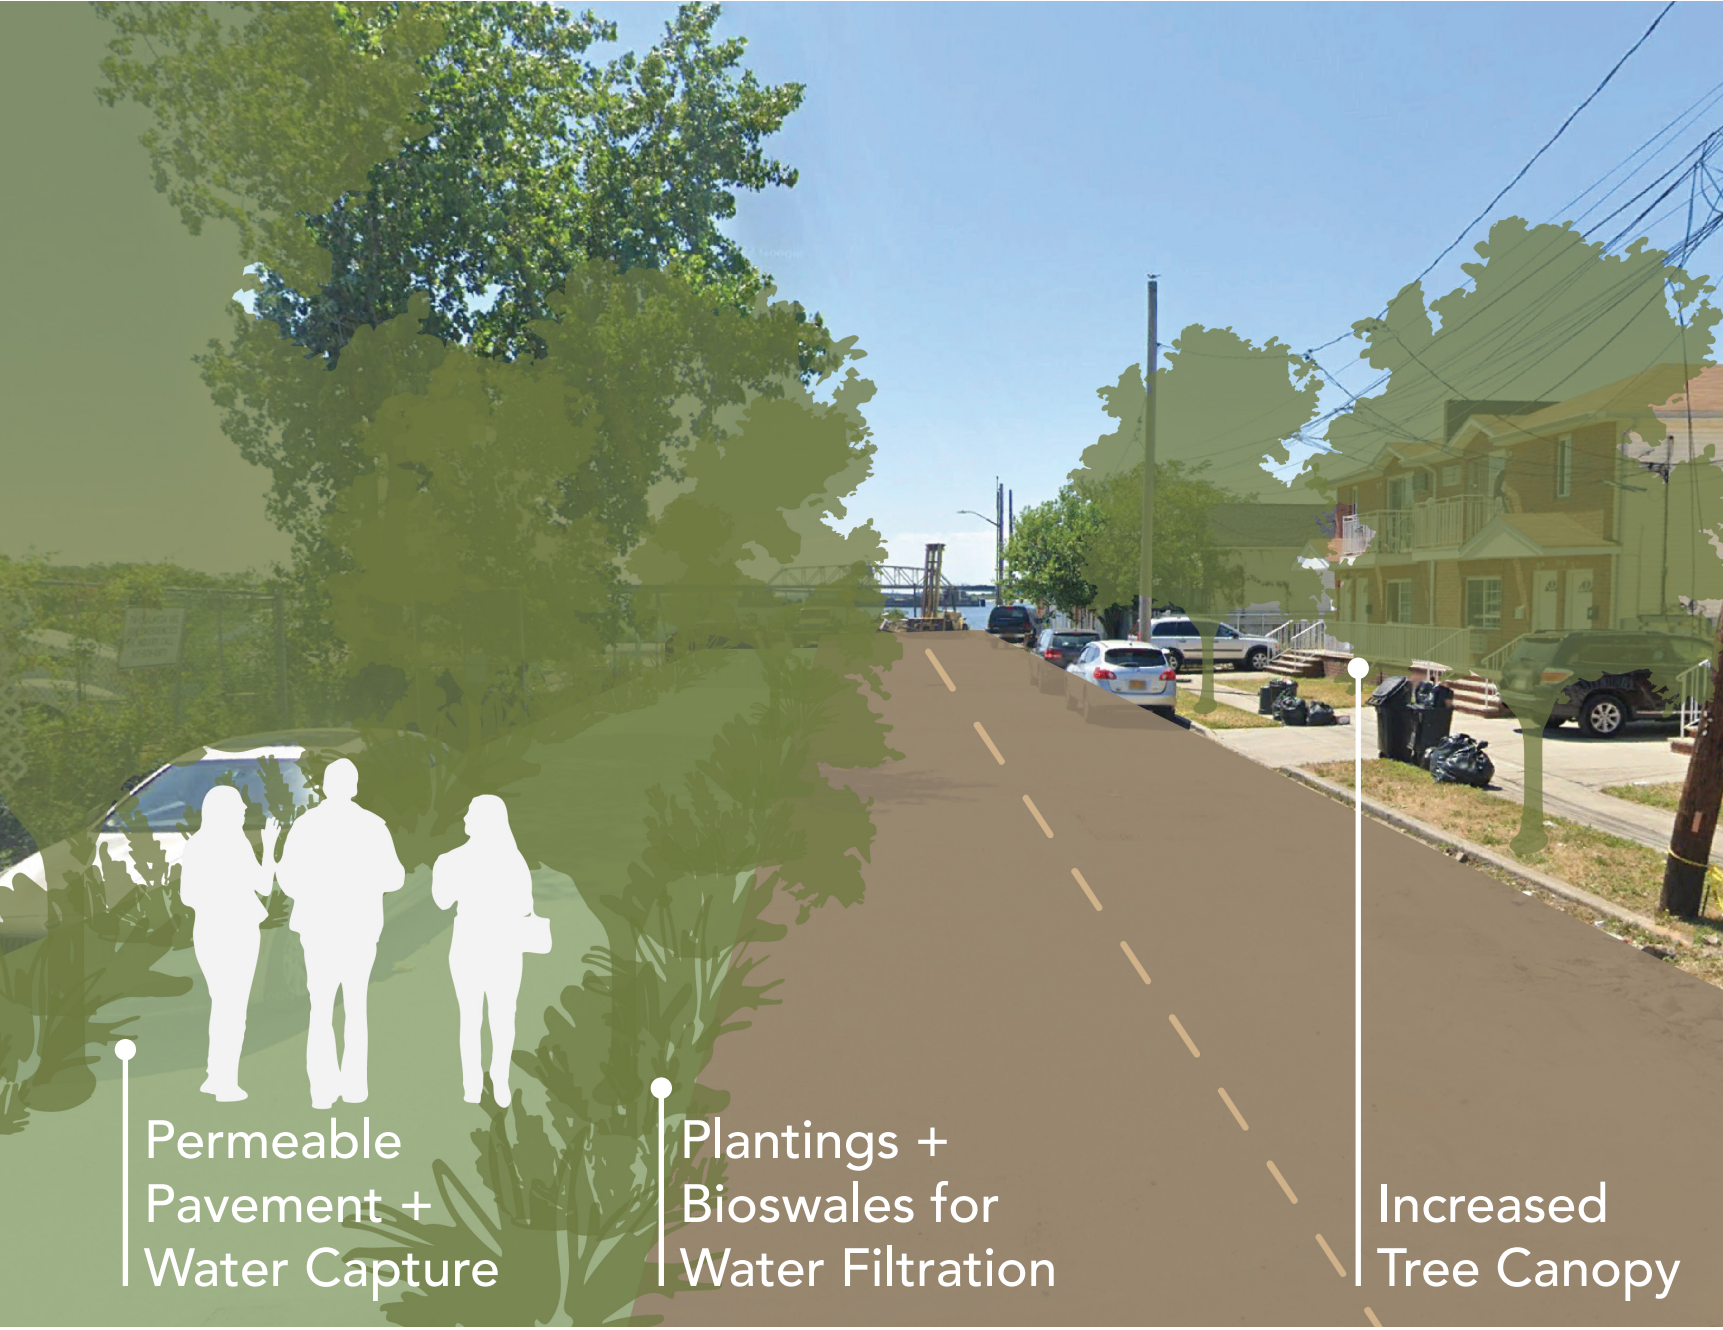 Permeable
Pavement +
Water Capture
Plantings +
Bioswales for
Water Filtration
Increased
Tree Canopy